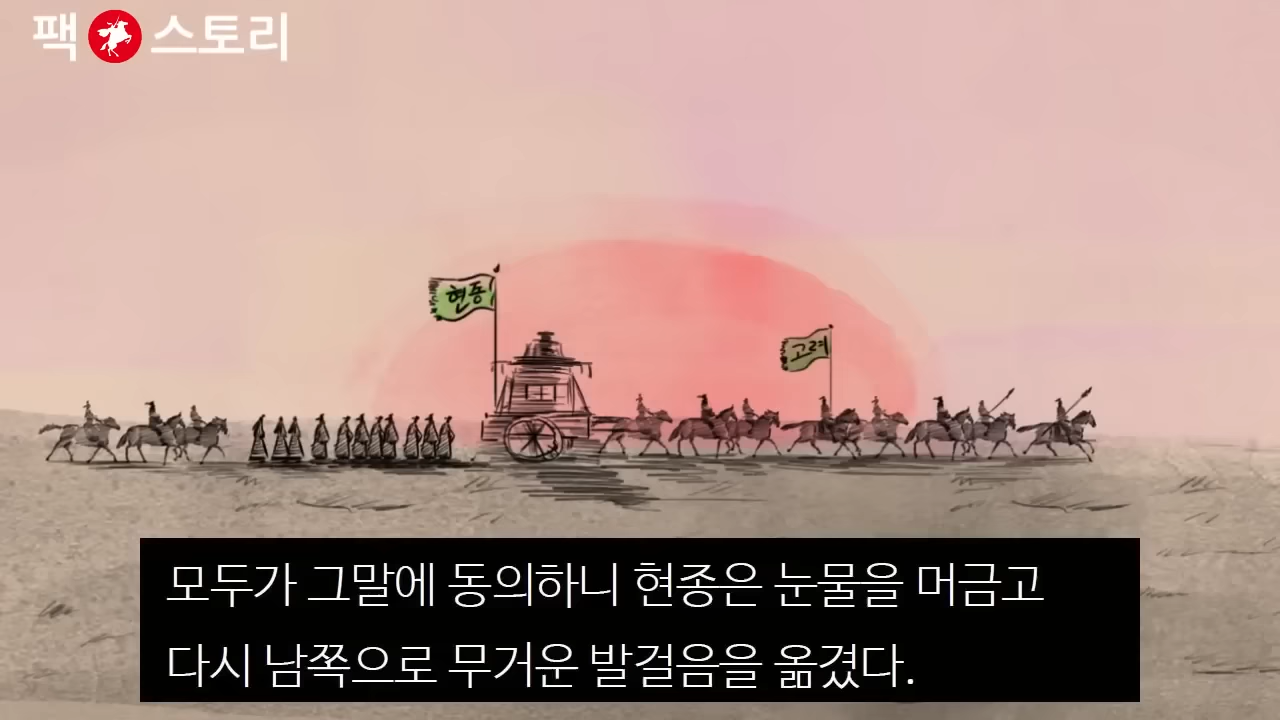 팩 스토리
현종
고려
모두가 그말에 동의하니 현종은 눈물을 머금고
다시 남쪽으로 무거운 발걸음을 옮겼다.